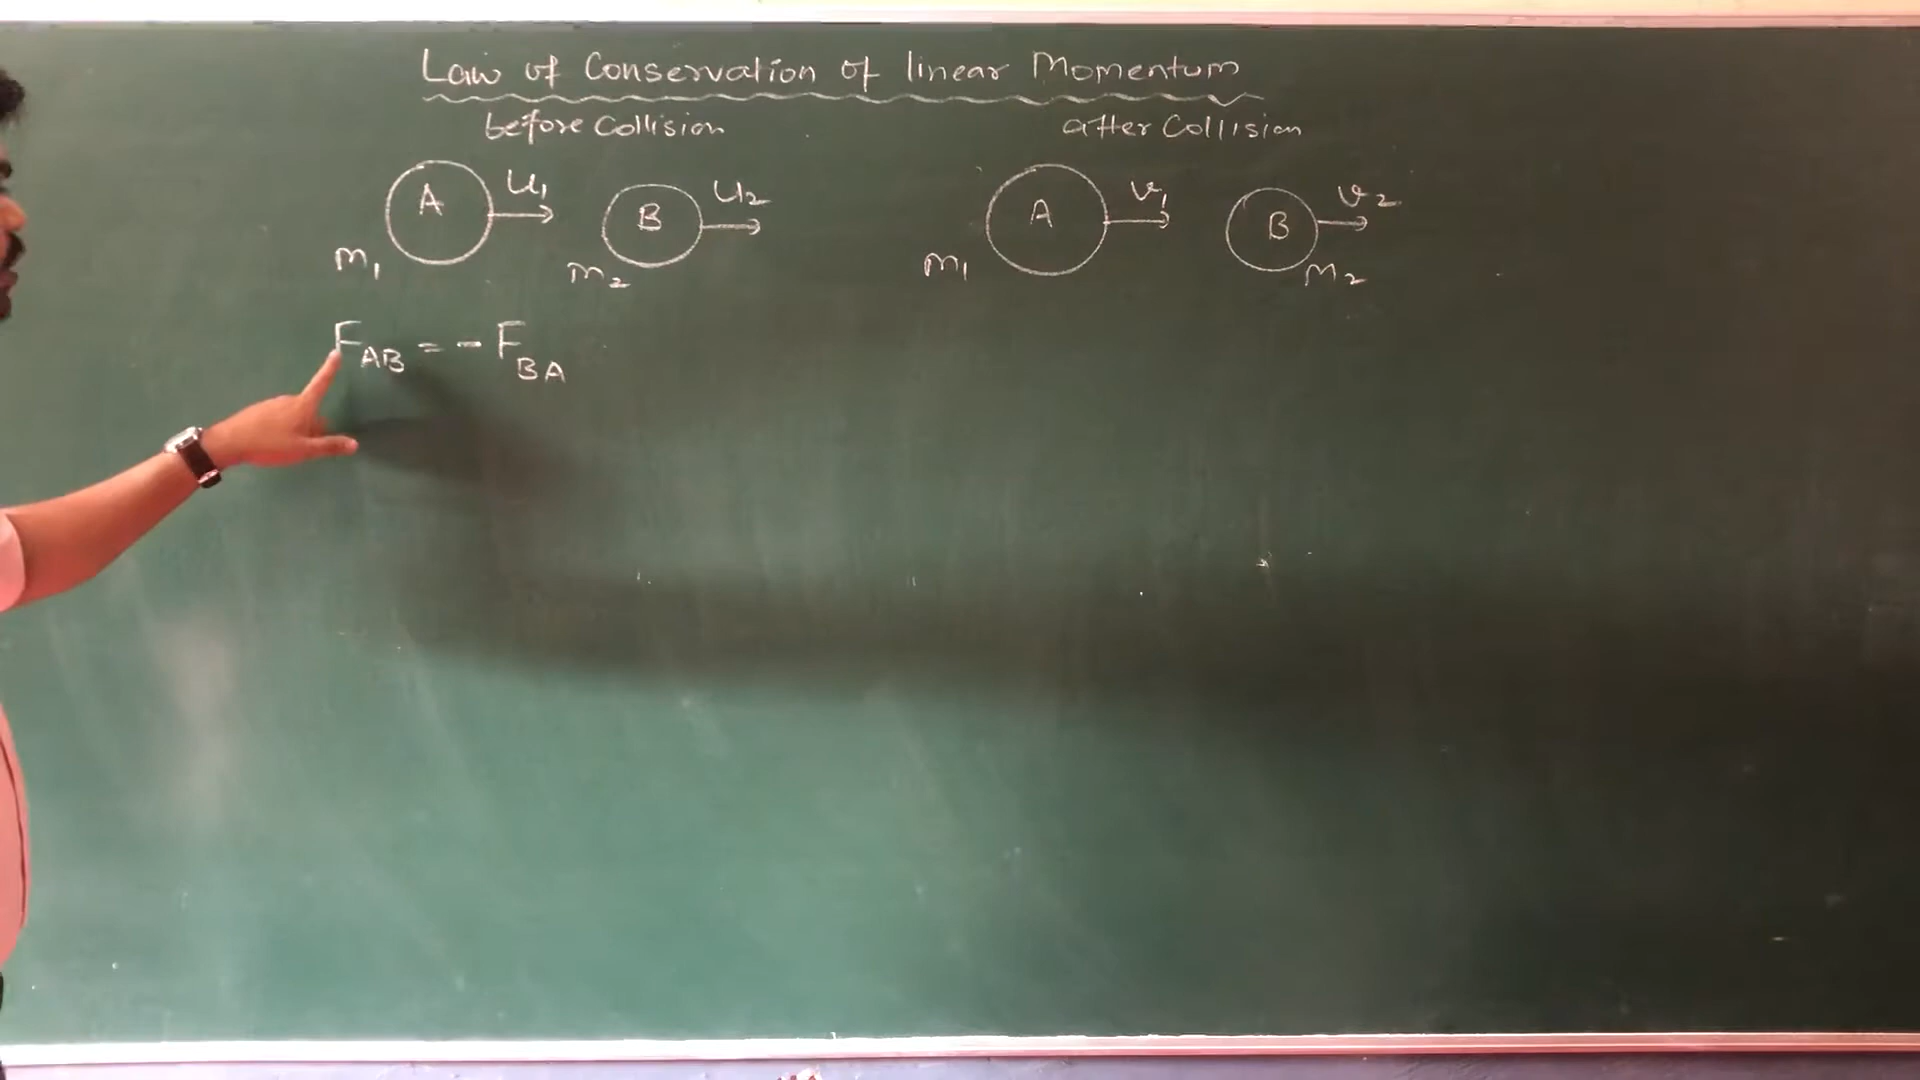 Law of Conservation of linear Momentum
before Collision
after Collision
A U₁ B U₂
m₁ m₂
A v₁ B v₂
m₁ m₂
F_AB = - F_BA